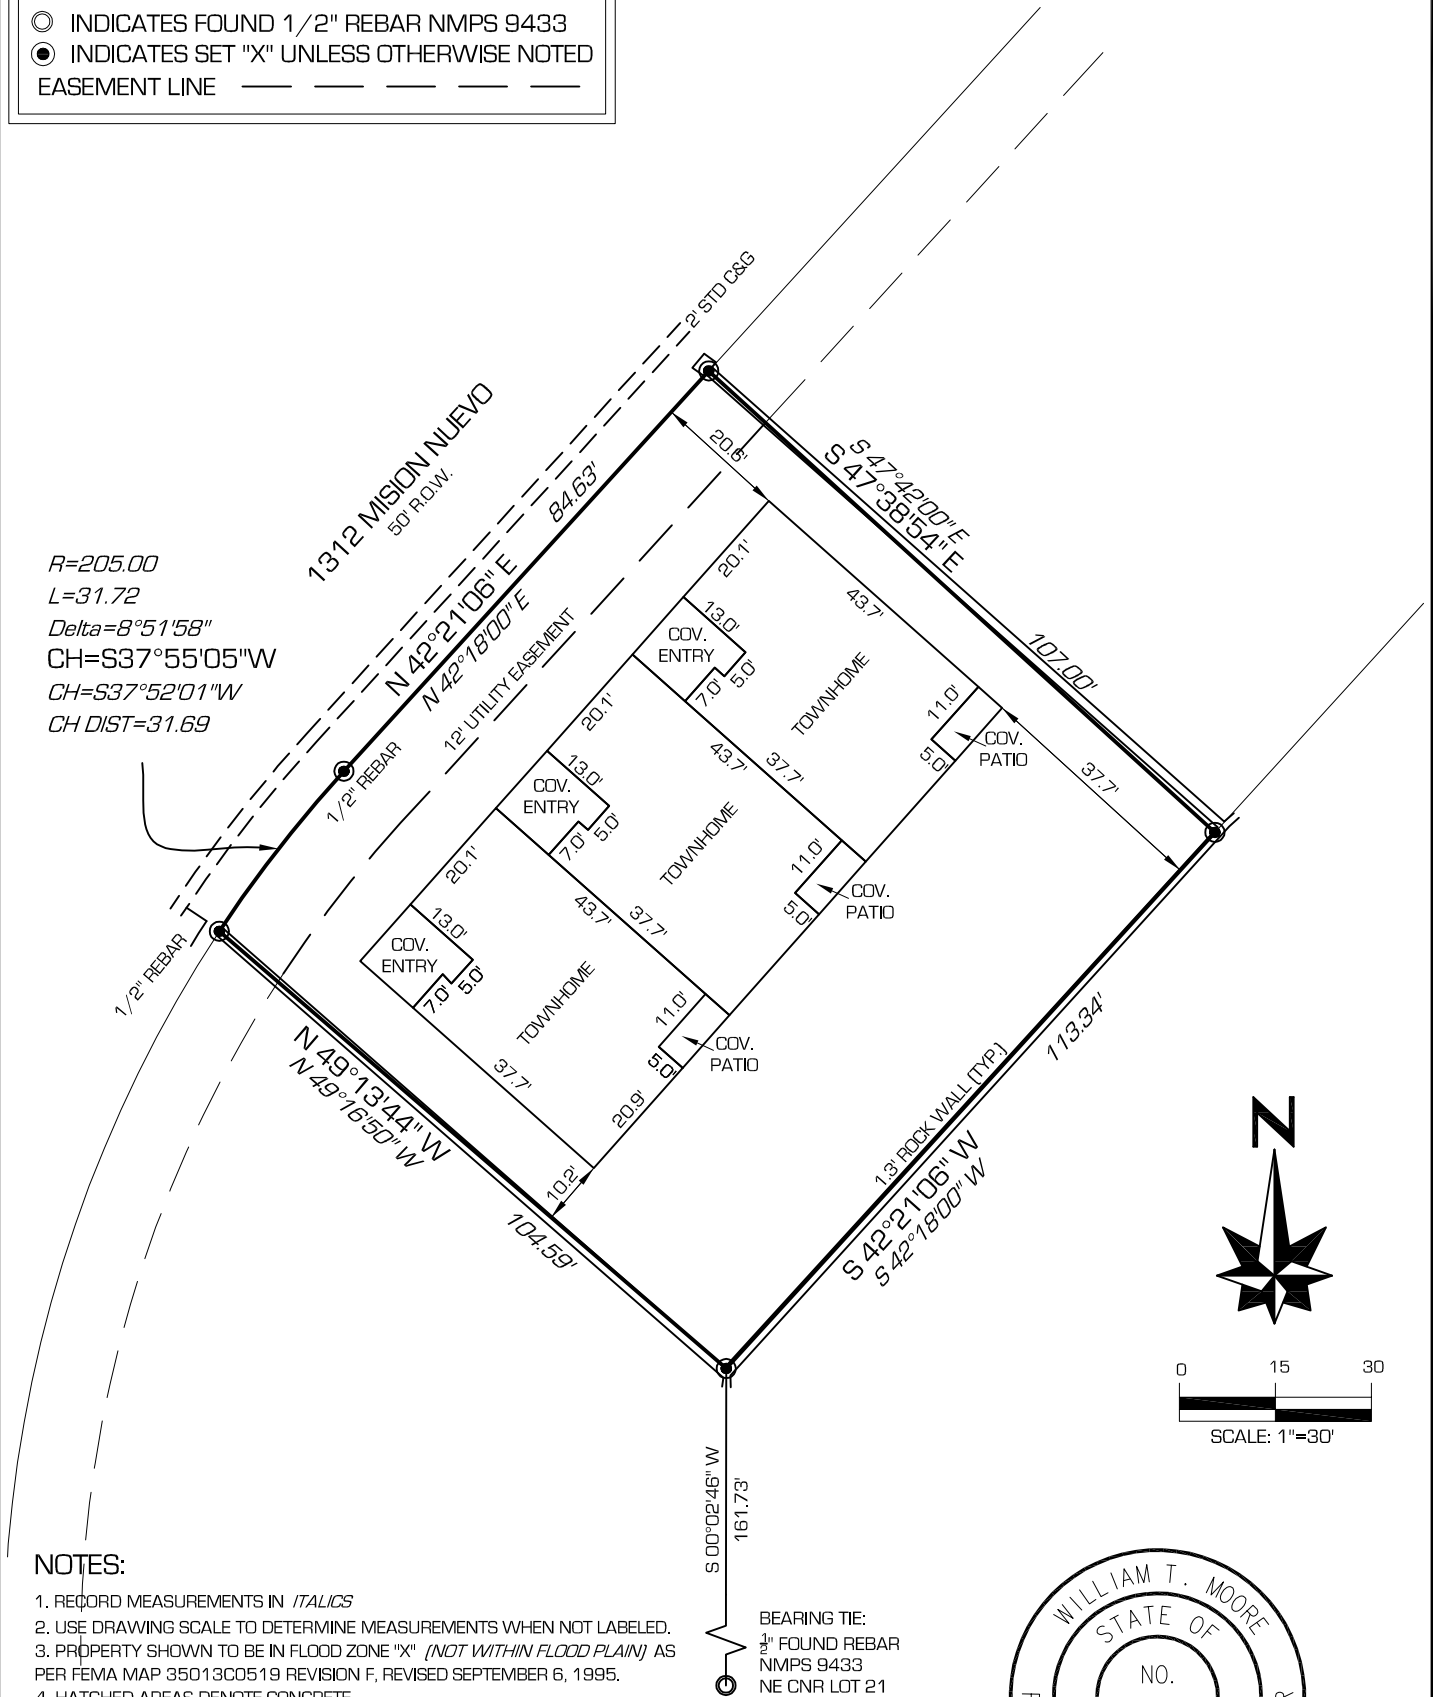 INDICATES FOUND 1/2" REBAR NMPS 9433
INDICATES SET "X" UNLESS OTHERWISE NOTED
EASEMENT LINE
2' STD C&G
1312 MISION NUEVO
50' R.O.W.
84.63'
N 42°21'06" E
N 42°18'00" E
12' UTILITY EASEMENT
20.6'
S 47°42'00" E
S 47°38'54" E
107.00'
R=205.00
L=31.72
Delta=8°51'58"
CH=S37°55'05"W
CH=S37°52'01"W
CH DIST=31.69
1/2" REBAR
1/2" REBAR
20.1'
43.7'
13.0'
COV.
ENTRY
5.0'
7.0'
TOWNHOME
11.0'
5.0'
COV.
PATIO
37.7'
37.7'
20.1'
43.7'
13.0'
COV.
ENTRY
5.0'
7.0'
TOWNHOME
11.0'
5.0'
COV.
PATIO
37.7'
20.1'
43.7'
13.0'
COV.
ENTRY
5.0'
7.0'
TOWNHOME
11.0'
5.0'
COV.
PATIO
37.7'
20.9'
10.2'
N 49°13'44" W
N 49°16'50" W
104.59'
1.3' ROCK WALL (TYP.)
113.34'
S 42°21'06" W
S 42°18'00" W
N
0 15 30
SCALE: 1"=30'
S 00°02'46" W
161.73'
BEARING TIE:
1/2" FOUND REBAR
NMPS 9433
NE CNR LOT 21
NOTES:
1. RECORD MEASUREMENTS IN ITALICS
2. USE DRAWING SCALE TO DETERMINE MEASUREMENTS WHEN NOT LABELED.
3. PROPERTY SHOWN TO BE IN FLOOD ZONE "X" (NOT WITHIN FLOOD PLAIN) AS
PER FEMA MAP 35013C0519 REVISION F, REVISED SEPTEMBER 6, 1995.
4. HATCHED AREAS DENOTE CONCRETE
WILLIAM T. MOORE
STATE OF
NO.